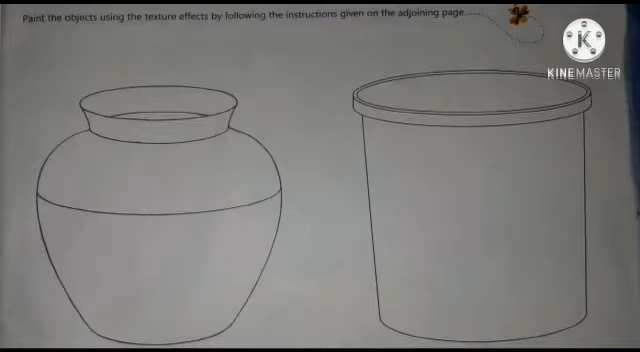 Paint the objects using the texture effects by following the instructions given on the adjoining page.
K
KINEMASTER